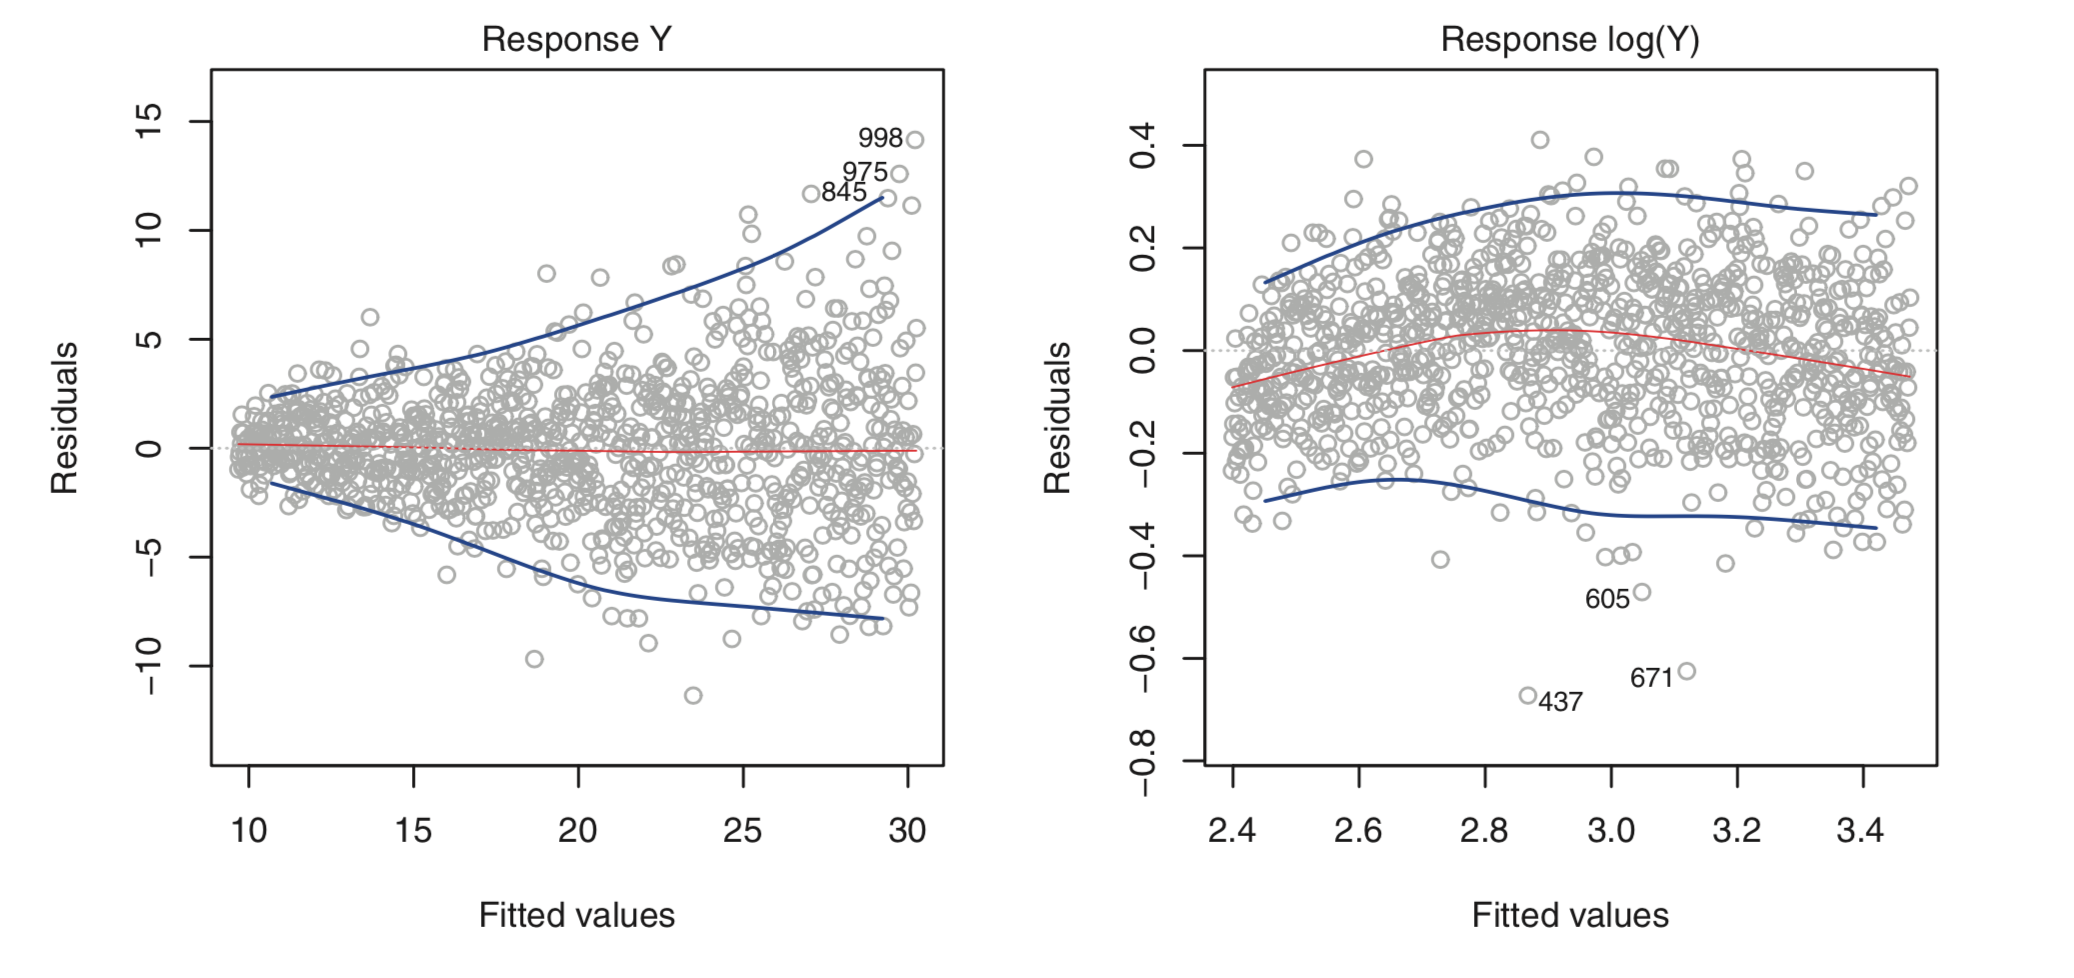 Response Y
Residuals
15
10
5
0
−5
−10
998
975
845
10 15 20 25 30
Fitted values
Response log(Y)
Residuals
0.4
0.2
0.0
−0.2
−0.4
−0.6
−0.8
605
671
437
2.4 2.6 2.8 3.0 3.2 3.4
Fitted values